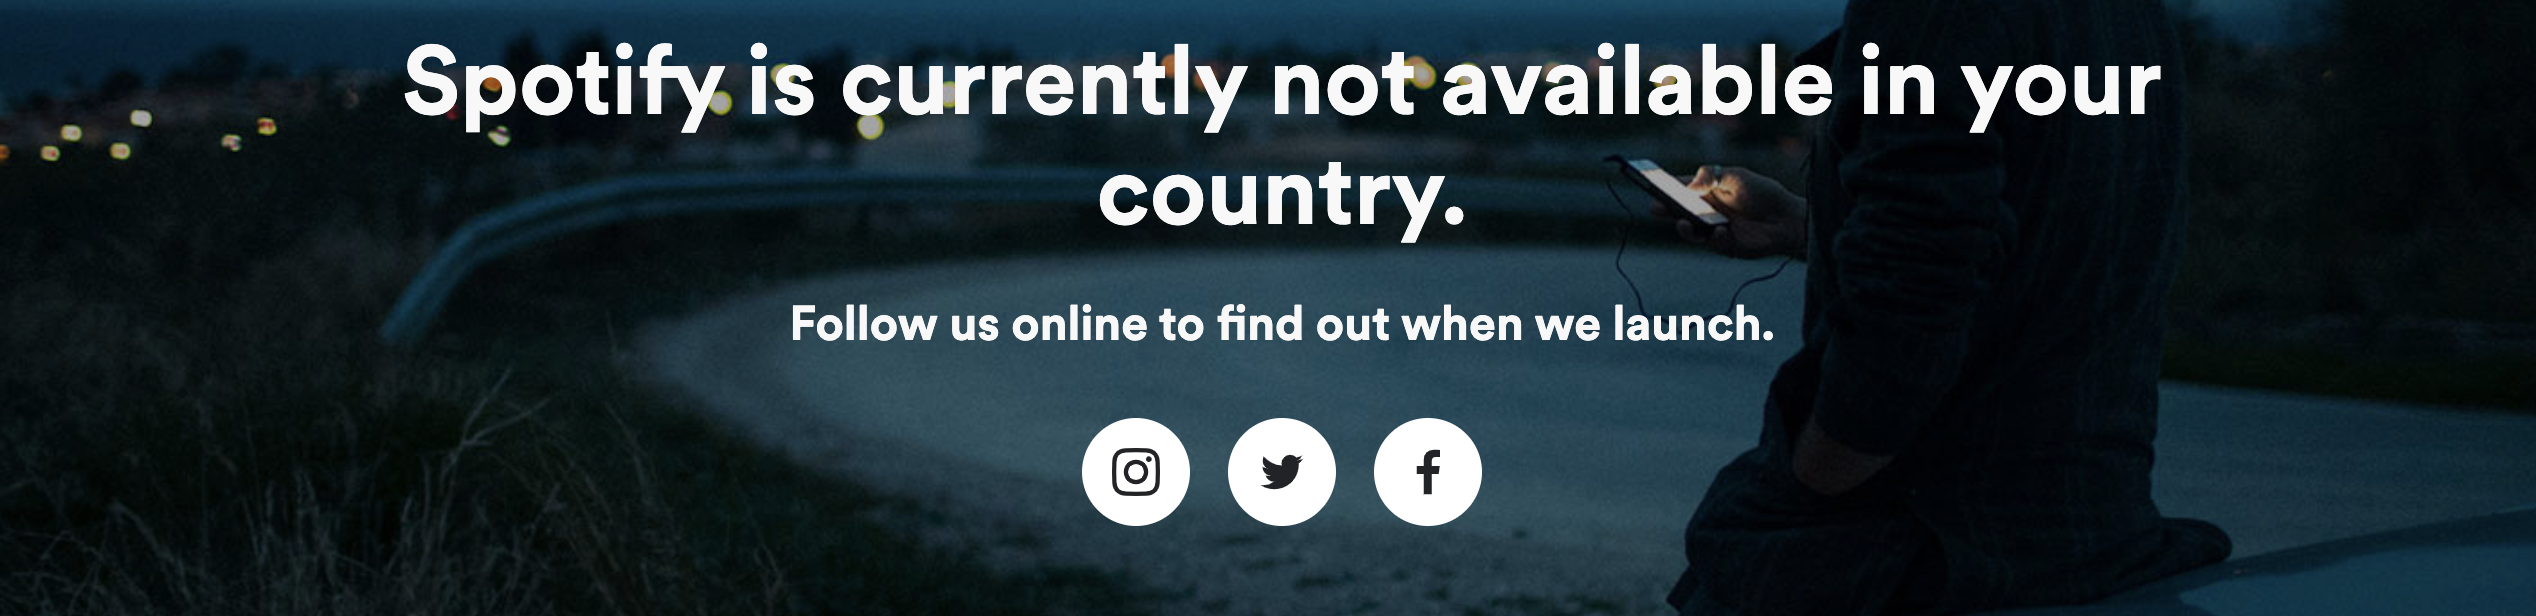 Spotify is currently not available in your
country.
Follow us online to find out when we launch.